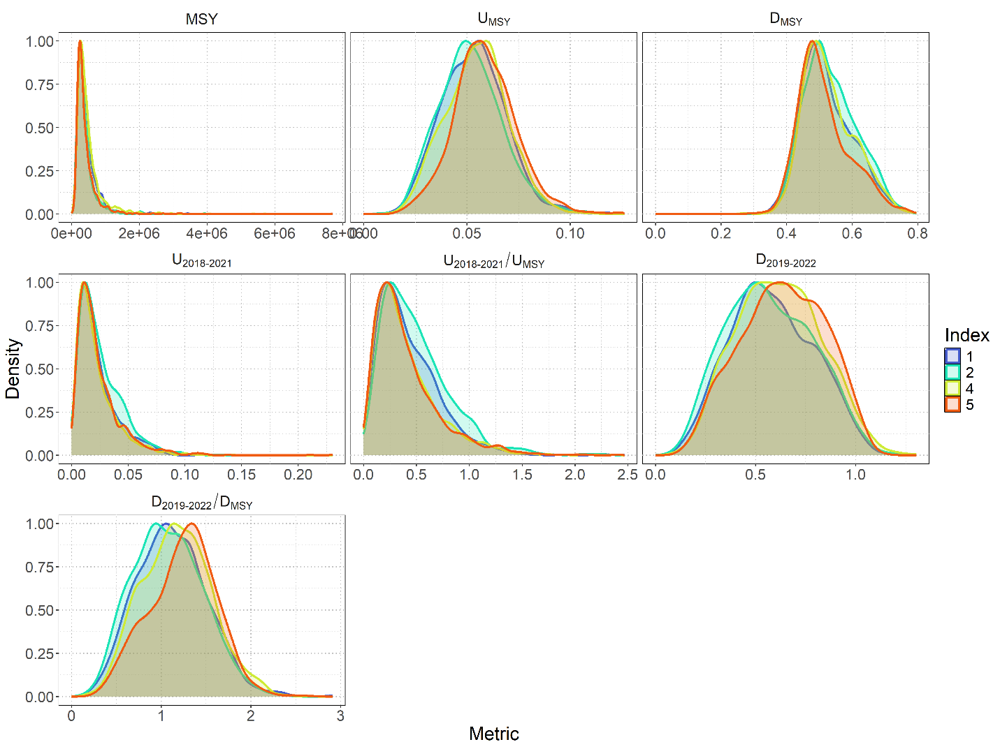 MSY
U_MSY
D_MSY
1.00
0.75
0.50
0.25
0.00
0e+00 2e+06 4e+06 6e+06 8e+06
0.00 0.05 0.10
0.0 0.2 0.4 0.6 0.8
U_2018-2021
U_2018-2021/U_MSY
D_2019-2022
1.00
0.75
0.50
0.25
0.00
0.00 0.05 0.10 0.15 0.20
0.0 0.5 1.0 1.5 2.0 2.5
0.0 0.5 1.0
D_2019-2022/D_MSY
1.00
0.75
0.50
0.25
0.00
0 1 2 3
Density
Metric
Index
1
2
4
5